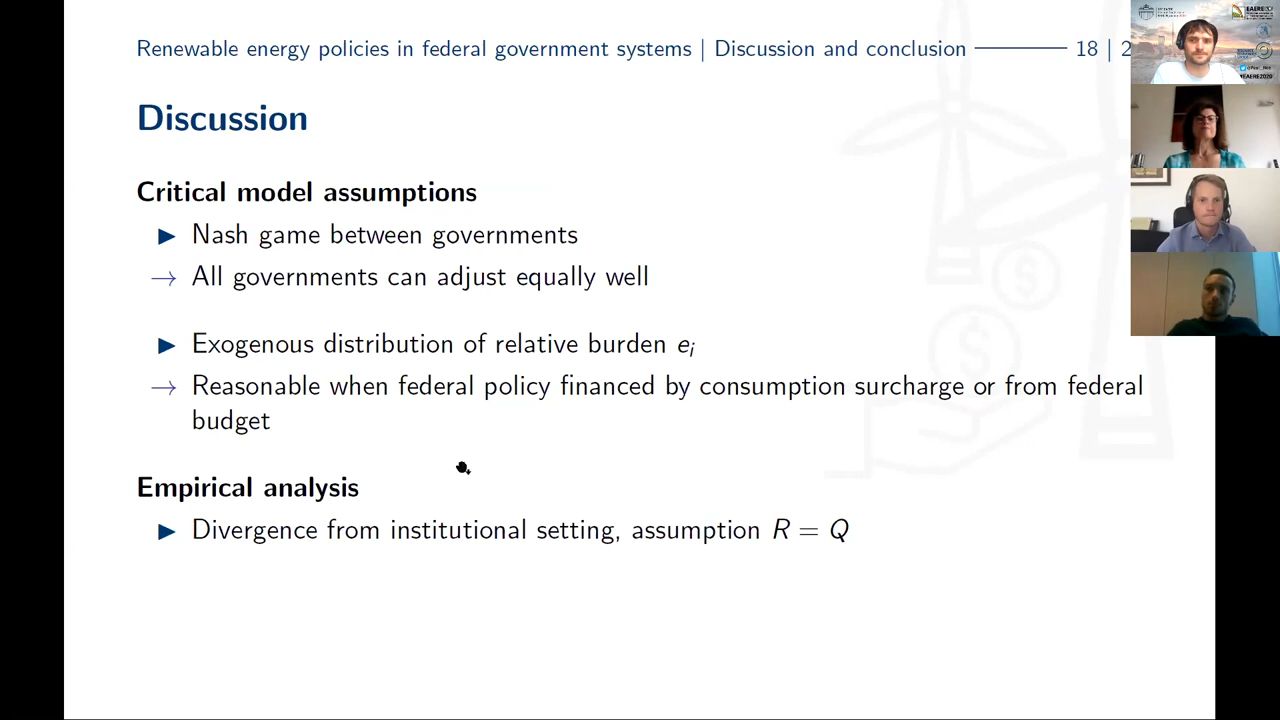 Renewable energy policies in federal government systems | Discussion and conclusion 18 | 2
Discussion
Critical model assumptions
▶ Nash game between governments
→ All governments can adjust equally well
▶ Exogenous distribution of relative burden eᵢ
→ Reasonable when federal policy financed by consumption surcharge or from federal
budget
Empirical analysis
▶ Divergence from institutional setting, assumption R = Q
#EAERE2020